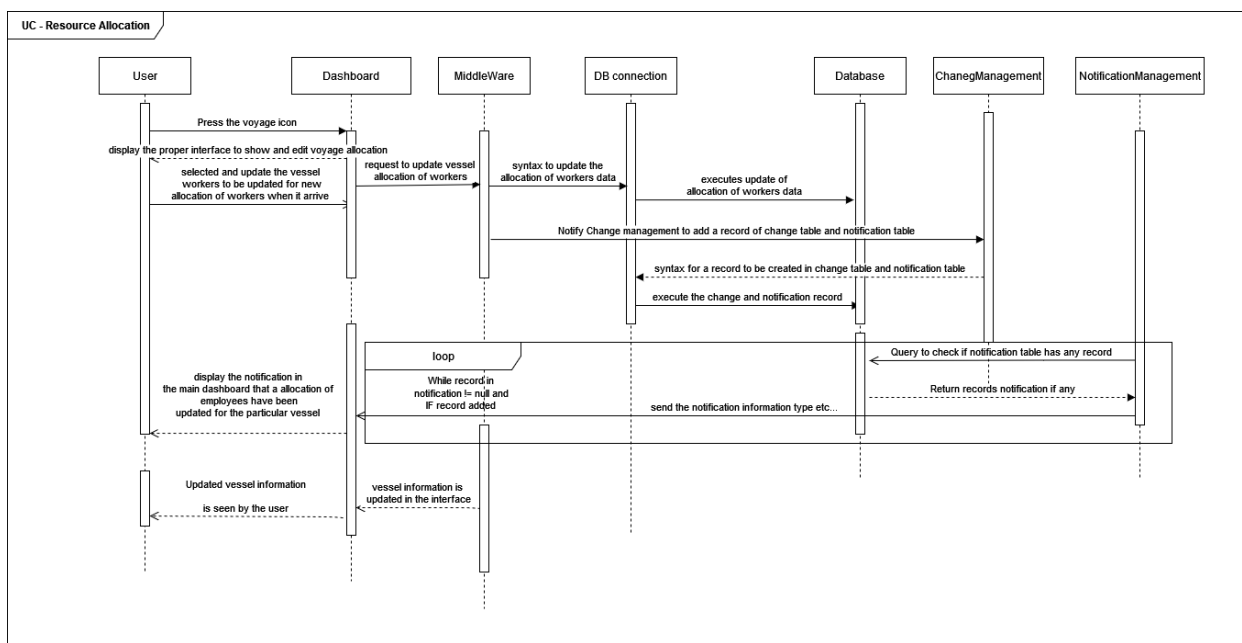 UC - Resource Allocation
User
Dashboard
MiddleWare
DB connection
Database
ChanegManagement
NotificationManagement
Press the voyage icon
display the proper interface to show and edit voyage allocation
selected and update the vessel
workers to be updated for new
allocation of workers when it arrive
request to update vessel
allocation of workers
syntax to update the
allocation of workers data
executes update of
allocation of workers data
Notify Change management to add a record of change table and notification table
syntax for a record to be created in change table and notification table
execute the change and notification record
loop
Query to check if notification table has any record
While record in
notification != null and
IF record added
Return records notification if any
display the notification in
the main dashboard that a allocation of
employees have been
updated for the particular vessel
send the notification information type etc...
Updated vessel information
is seen by the user
vessel information is
updated in the interface